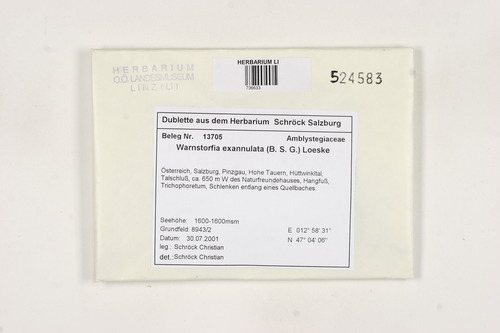 HERBARIUM
O.Ö. LANDESMUSEUM
LINZ (LI)
HERBARIUM LI
736633
524583
Dublette aus dem Herbarium Schröck Salzburg
Beleg Nr. 13705 Amblystegiaceae
Warnstorfia exannulata (B. S. G.) Loeske
Österreich, Salzburg, Pinzgau, Hohe Tauern, Hüttwinkltal,
Talschluß, ca. 650 m W des Naturfreundehauses, Hangfuß,
Trichophoretum, Schlenken entlang eines Quellbaches
Seehöhe: 1600-1600msm
Grundfeld: 8943/2 E 012° 58' 31"
Datum: 30.07.2001 N 47° 04' 06"
leg.: Schröck Christian
det.: Schröck Christian